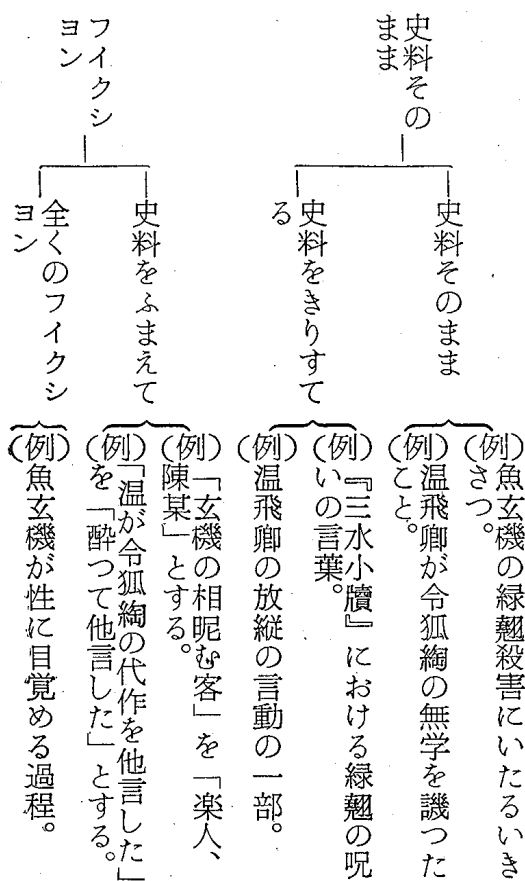 史料その
まま
史料そのまま
(例)魚玄機の緑翹殺害にいたるいき
さつ。
(例)温飛卿が令狐綯の無学を譏つた
こと。
史料をきりすて
る
(例)『三水小牘』における緑翹の呪
いの言葉。
(例)温飛卿の放縦の言動の一部。
フイクシ
ヨン
史料をふまえて
(例)「玄機の相昵む客」を「楽人、
陳某」とする。
(例)「温が令狐綯の代作を他言した」
を「酔つて他言した」とする。
全くのフイクシ
ヨン
(例)魚玄機が性に目覚める過程。